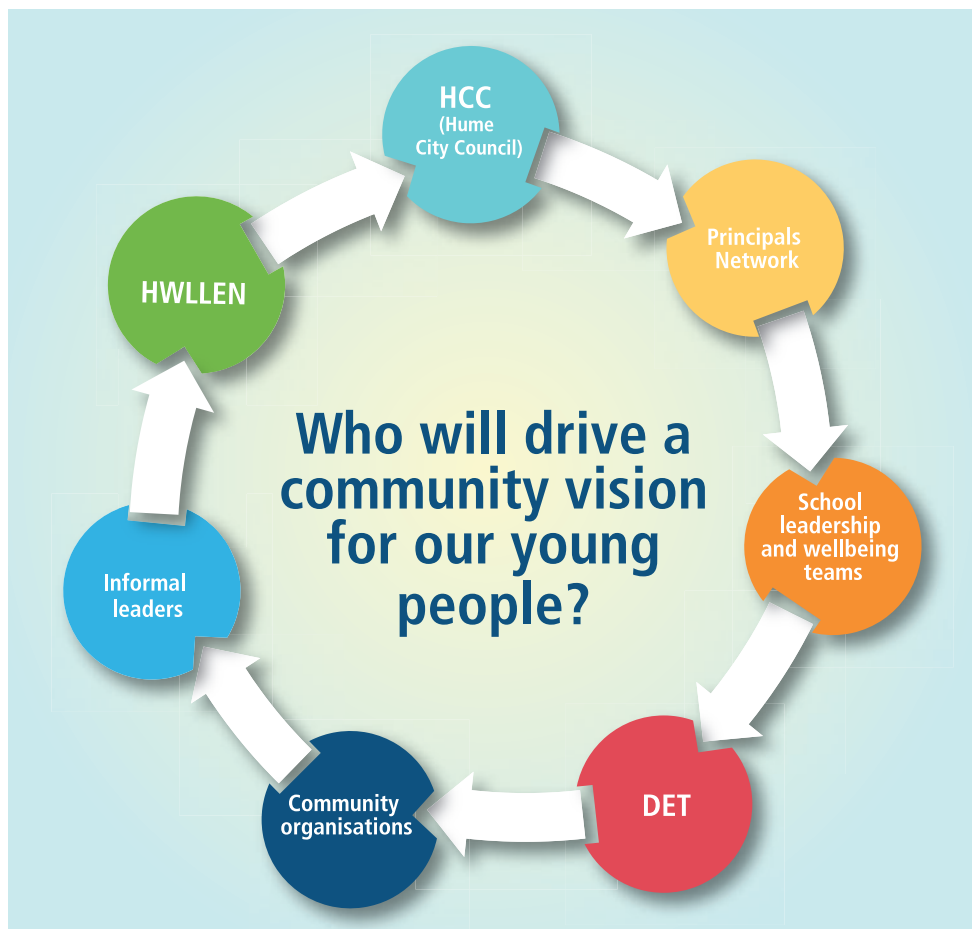 HCC
(Hume
City Council)
Principals
Network
School
leadership
and wellbeing
teams
DET
Community
organisations
Informal
leaders
HWLLEN
Who will drive a
community vision
for our young
people?